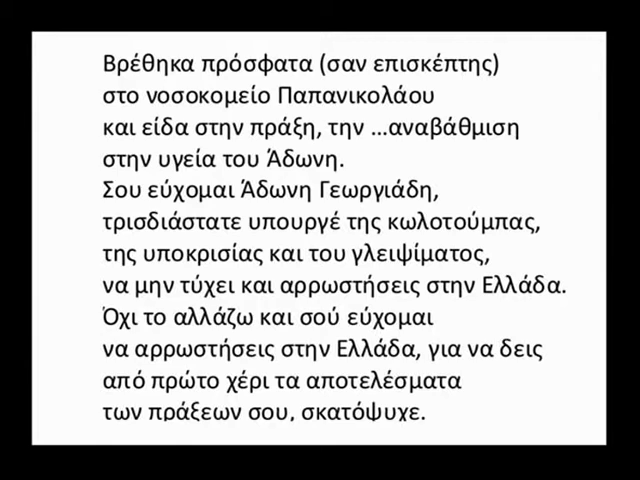 Βρέθηκα πρόσφατα (σαν επισκέπτης)
στο νοσοκομείο Παπανικολάου
και είδα στην πράξη, την ...αναβάθμιση
στην υγεία του Άδωνη.
Σου εύχομαι Άδωνη Γεωργιάδη,
τρισδιάστατε υπουργέ της κωλοτούμπας,
της υποκρισίας και του γλειψίματος,
να μην τύχει και αρρωστήσεις στην Ελλάδα.
Όχι το αλλάζω και σού εύχομαι
να αρρωστήσεις στην Ελλάδα, για να δεις
από πρώτο χέρι τα αποτελέσματα
των πράξεων σου, σκατόψυχε.